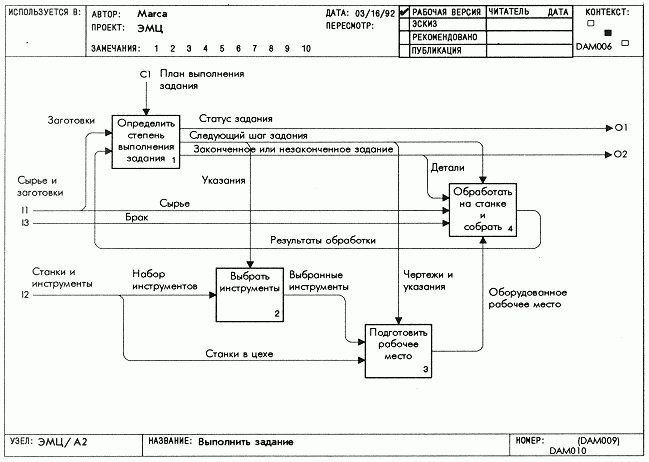 ИСПОЛЬЗУЕТСЯ В:
АВТОР: Marca
ПРОЕКТ: ЭМЦ
ЗАМЕЧАНИЯ: 1 2 3 4 5 6 7 8 9 10
ДАТА: 03/16/92
ПЕРЕСМОТР:
РАБОЧАЯ ВЕРСИЯ
ЭСКИЗ
РЕКОМЕНДОВАНО
ПУБЛИКАЦИЯ
ЧИТАТЕЛЬ ДАТА
КОНТЕКСТ:
DAM006
C1
План выполнения
задания
Заготовки
Определить
степень
выполнения
задания 1
Статус задания
O1
Следующий шаг задания
Законченное или незаконченное задание
O2
Указания
Детали
Сырье и
заготовки
I1
Сырье
I3
Брак
Обработать
на станке
и
собрать 4
Результаты обработки
Станки и
инструменты
I2
Набор
инструментов
Выбрать
инструменты
2
Выбранные
инструменты
Чертежи и
указания
Оборудованное
рабочее место
Станки в цехе
Подготовить
рабочее
место
3
УЗЕЛ: ЭМЦ/А2
НАЗВАНИЕ: Выполнить задание
НОМЕР: (DAM009)
DAM010